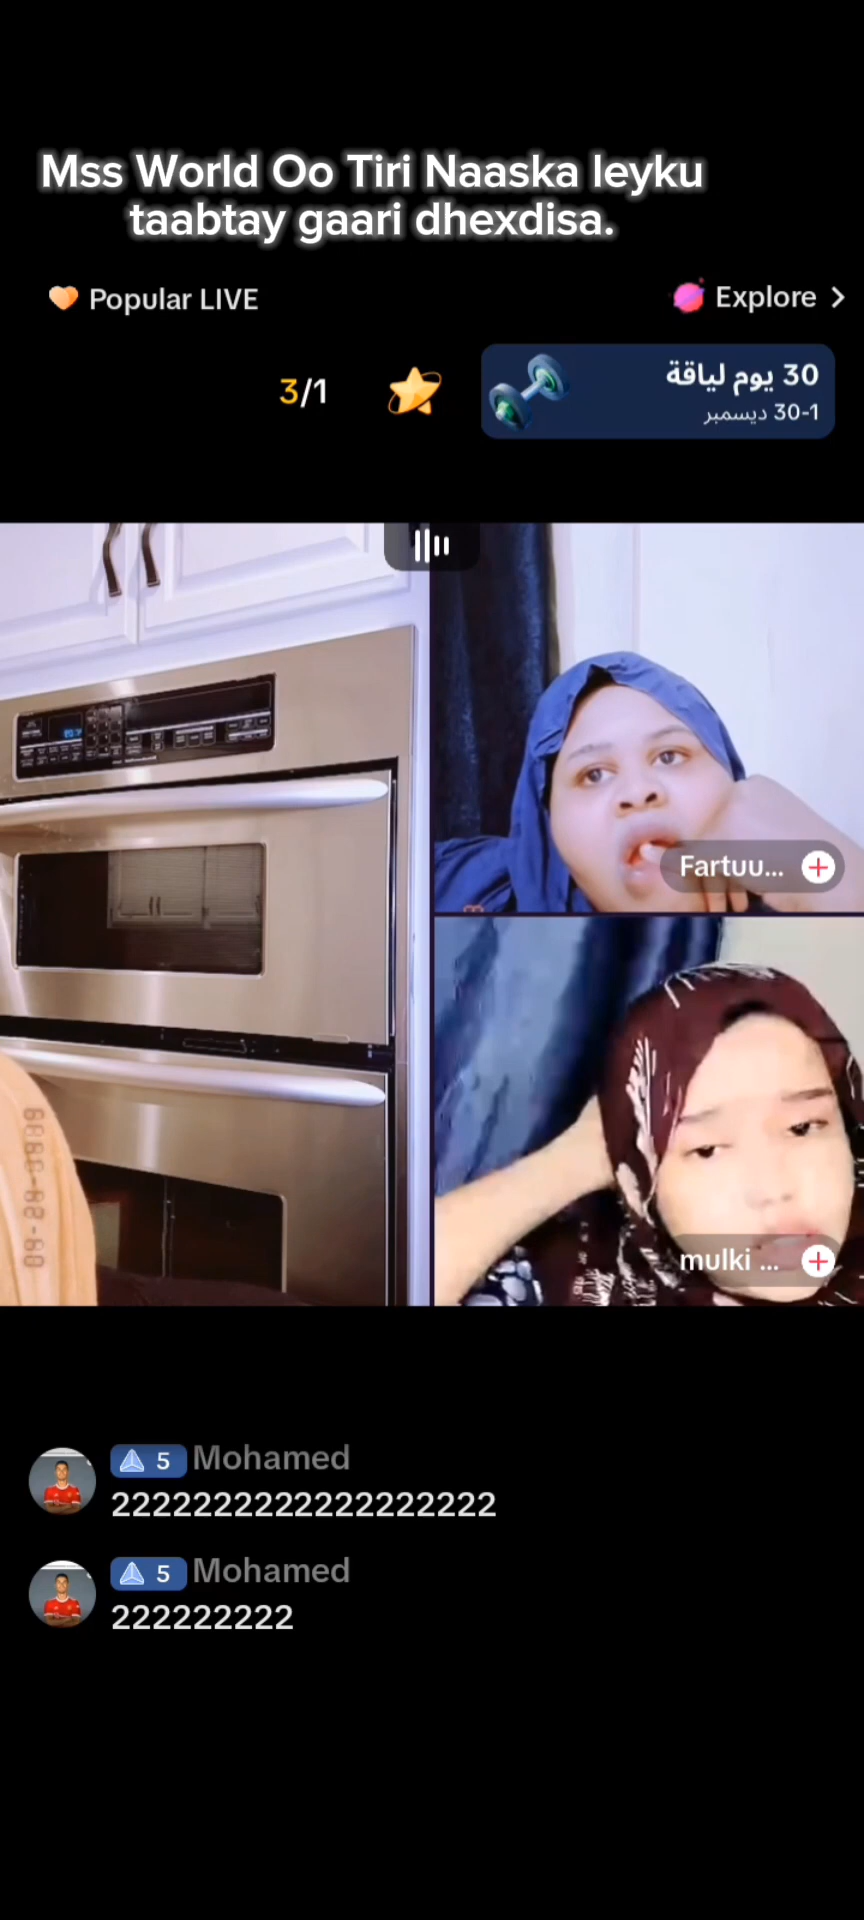 Mss World Oo Tiri Naaska leyku
taabtay gaari dhexdisa.
Popular LIVE
Explore
3/1
30 يوم لياقة
1-30 ديسمبر
Fartuu...
mulki ...
5 Mohamed
2222222222222222222
5 Mohamed
222222222